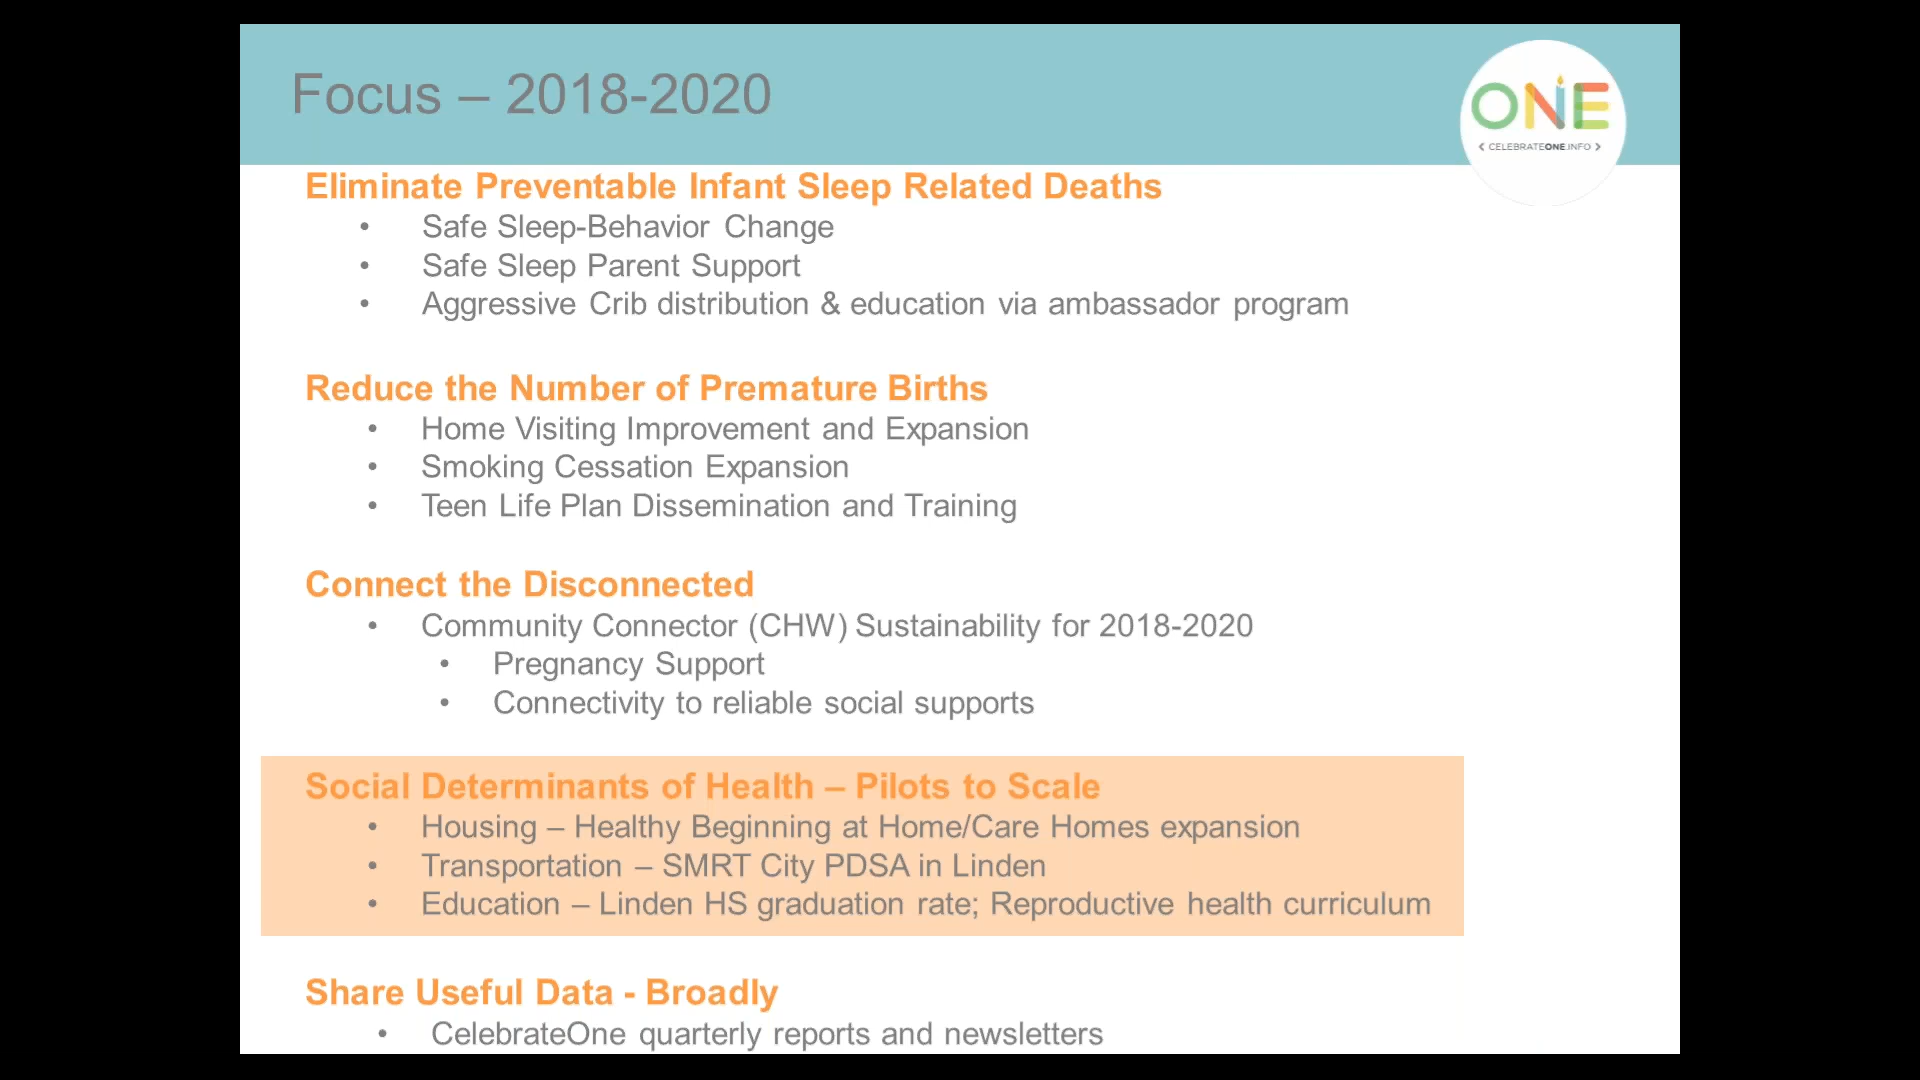 Focus – 2018-2020
ONE
CELEBRATEONE.INFO
Eliminate Preventable Infant Sleep Related Deaths
• Safe Sleep-Behavior Change
• Safe Sleep Parent Support
• Aggressive Crib distribution & education via ambassador program
Reduce the Number of Premature Births
• Home Visiting Improvement and Expansion
• Smoking Cessation Expansion
• Teen Life Plan Dissemination and Training
Connect the Disconnected
• Community Connector (CHW) Sustainability for 2018-2020
• Pregnancy Support
• Connectivity to reliable social supports
Social Determinants of Health – Pilots to Scale
• Housing – Healthy Beginning at Home/Care Homes expansion
• Transportation – SMRT City PDSA in Linden
• Education – Linden HS graduation rate; Reproductive health curriculum
Share Useful Data - Broadly
• CelebrateOne quarterly reports and newsletters